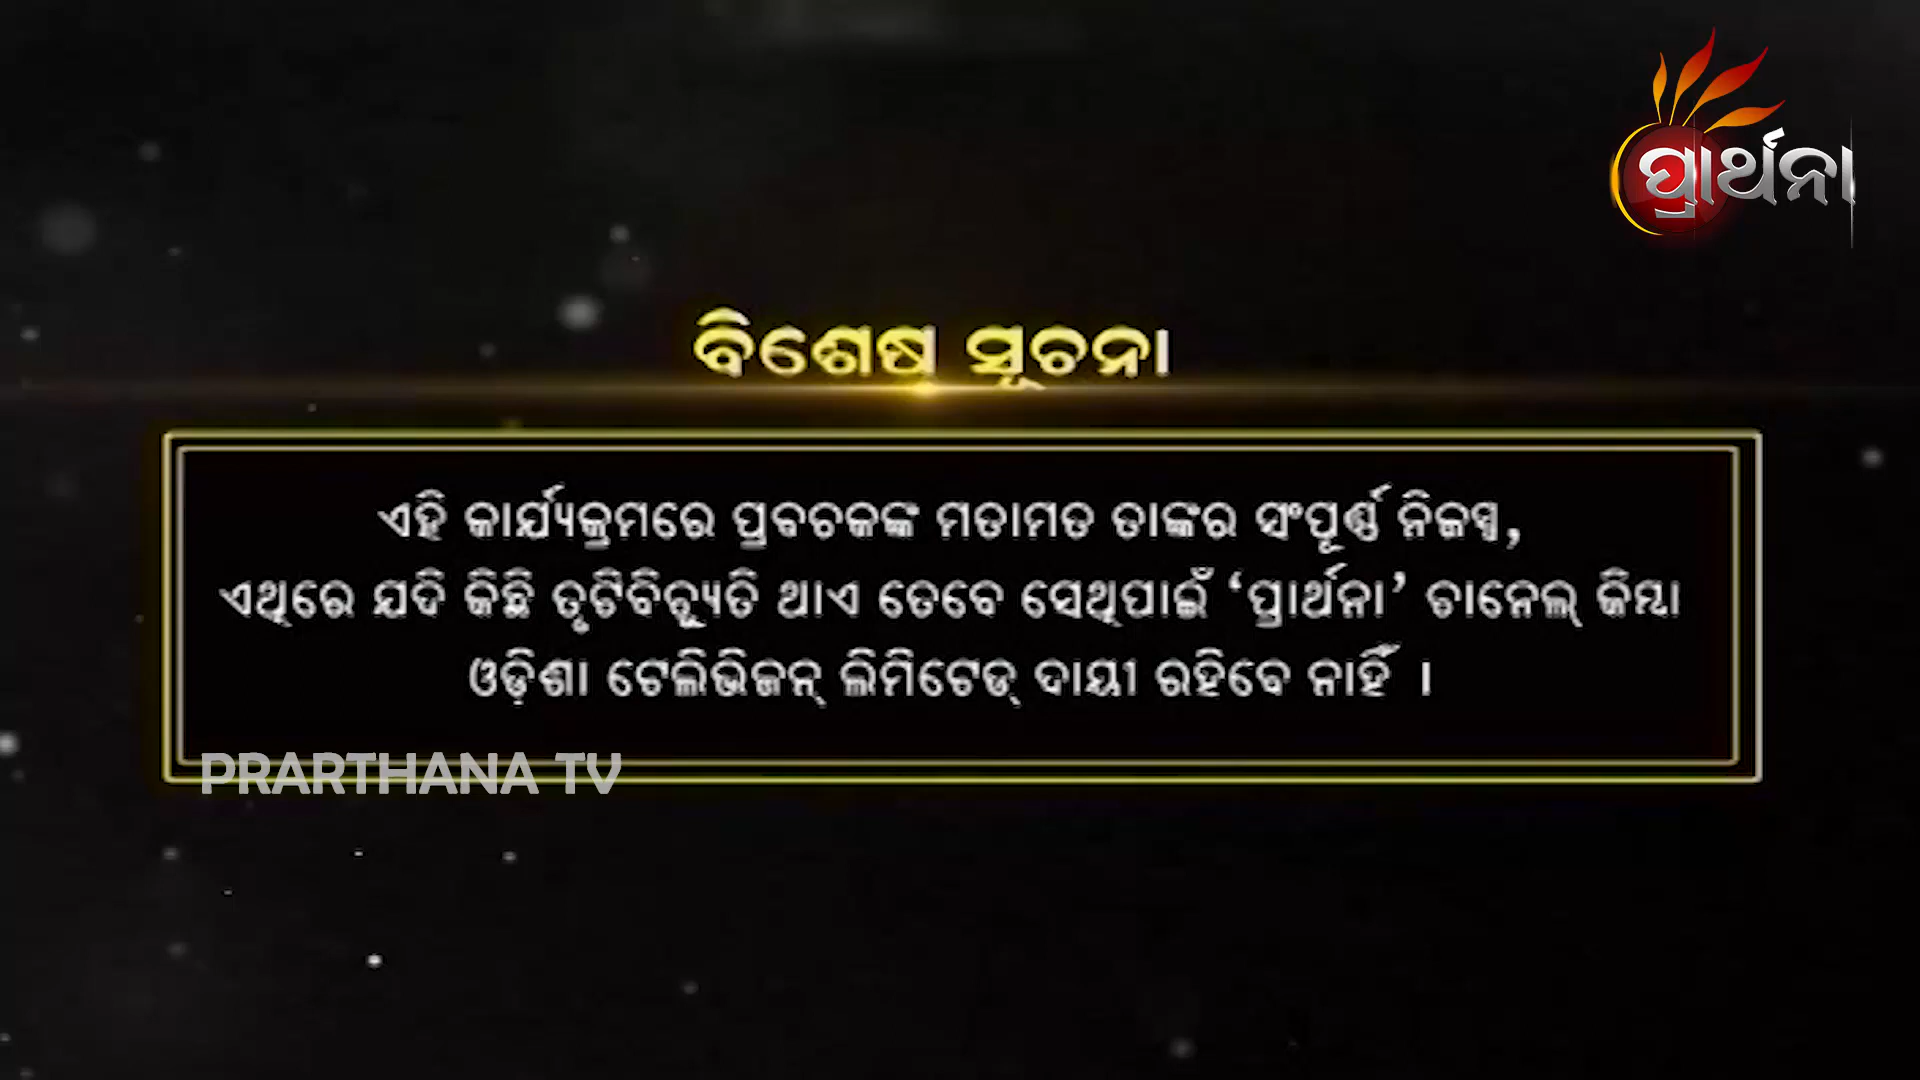 ପ୍ରାର୍ଥନା
ବିଶେଷ ସୂଚନା
ଏହି କାର୍ଯ୍ୟକ୍ରମରେ ପ୍ରବଚକଙ୍କ ମତାମତ ତାଙ୍କର ସଂପୂର୍ଣ୍ଣ ନିଜସ୍ୱ,
ଏଥିରେ ଯଦି କିଛି ତୃଟିବିଚ୍ୟୁତି ଥାଏ ତେବେ ସେଥିପାଇଁ ‘ପ୍ରାର୍ଥନା’ ଚାନେଲ୍ କିମ୍ବା
ଓଡ଼ିଶା ଟେଲିଭିଜନ୍ ଲିମିଟେଡ୍ ଦାୟୀ ରହିବେ ନାହିଁ ।
PRARTHANA TV